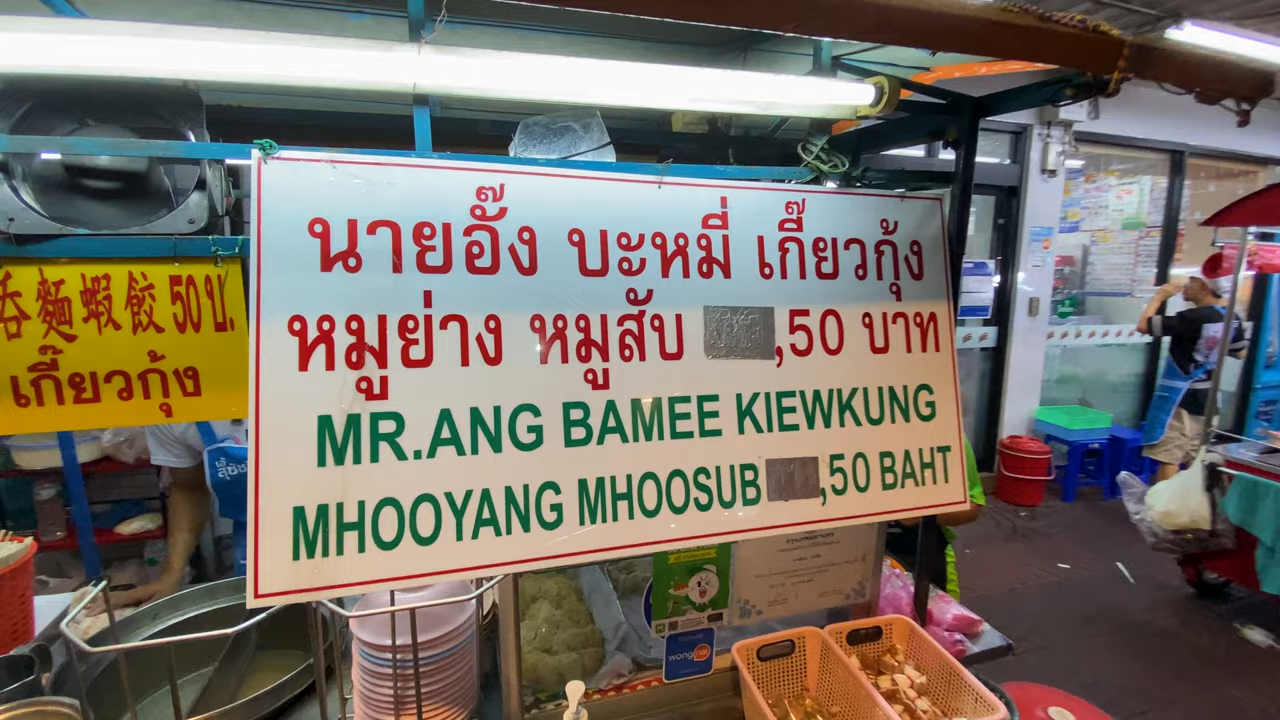 吞麵蝦餃 50 บ.
เกี๊ยวกุ้ง
นายอั๊ง บะหมี่ เกี๊ยวกุ้ง
หมูย่าง หมูสับ ,50 บาท
MR.ANG BAMEE KIEWKUNG
MHOOYANG MHOOSUB ,50 BAHT
wongnai